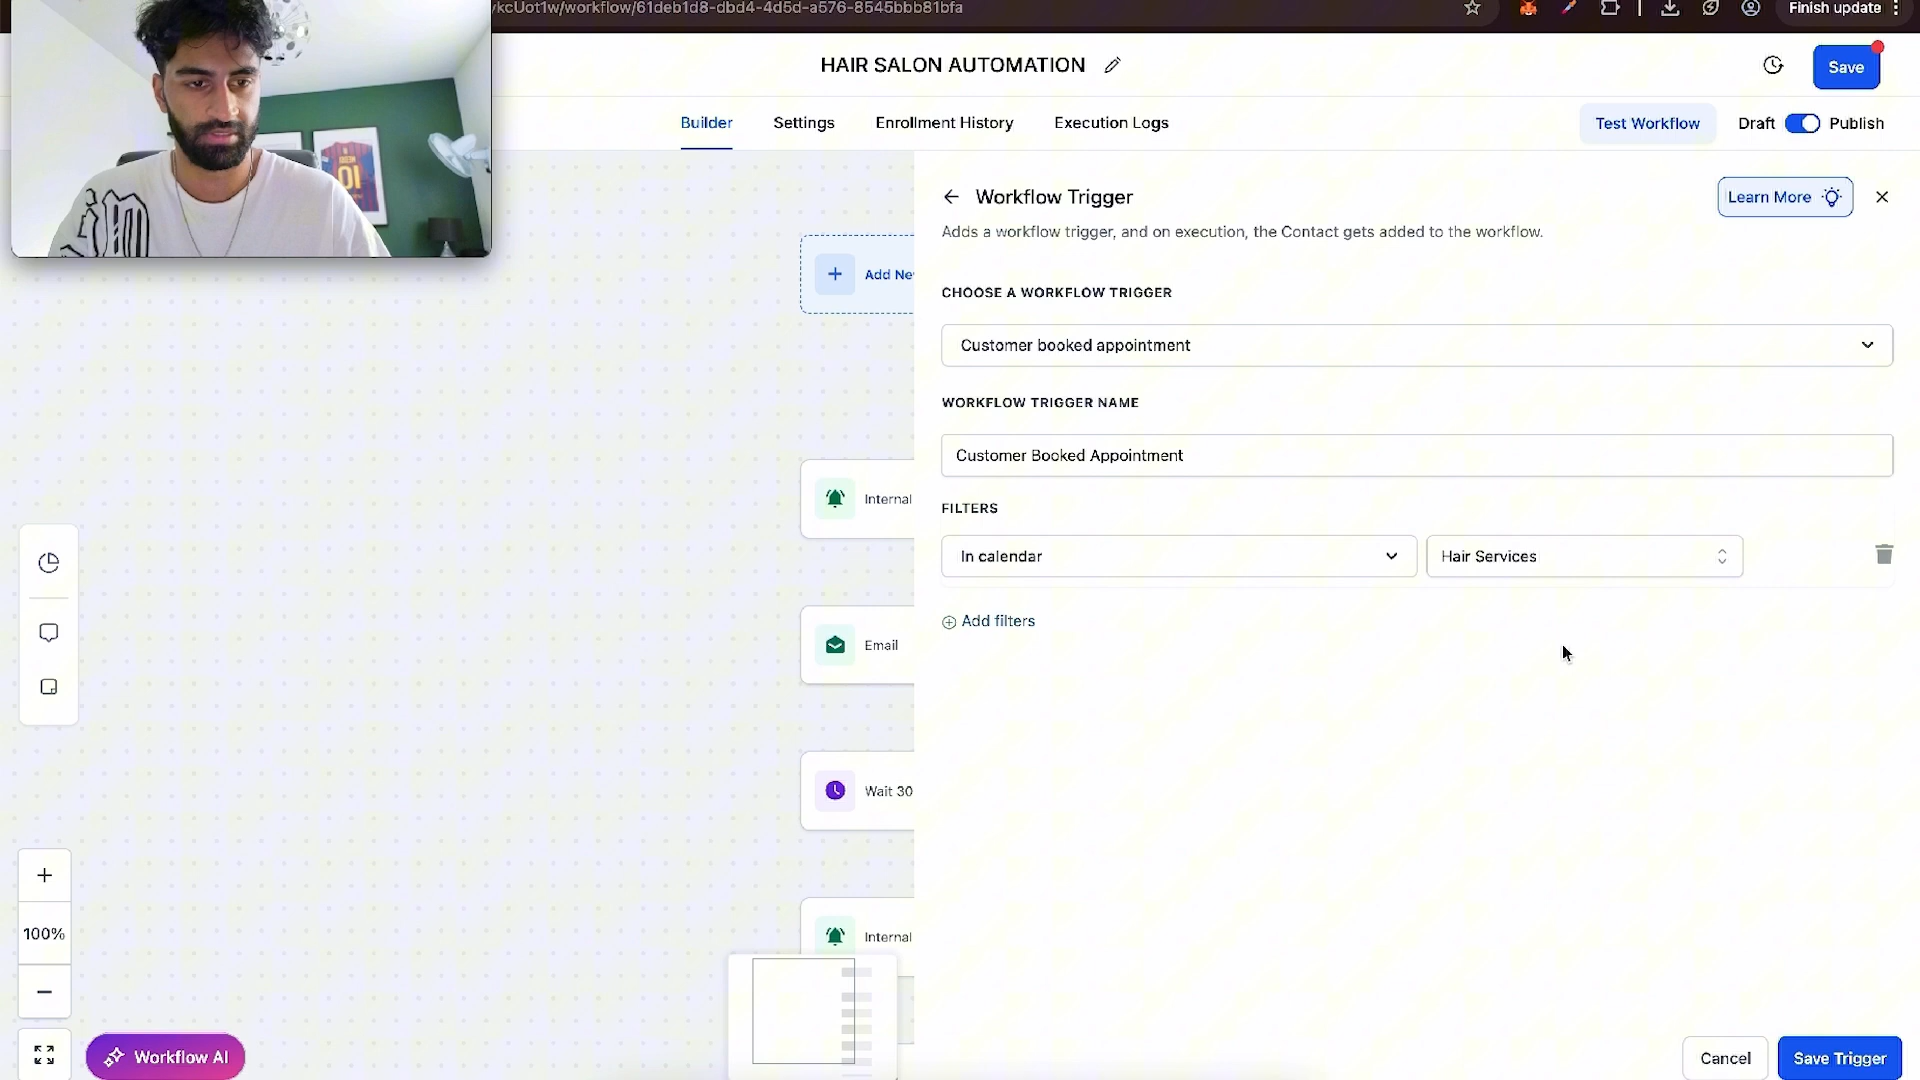 ykcUot1w/workflow/61deb1d8-dbd4-4d5d-a576-8545bbb81bfa
Finish update
HAIR SALON AUTOMATION
Save
Builder
Settings
Enrollment History
Execution Logs
Test Workflow
Draft
Publish
Workflow Trigger
Learn More
Adds a workflow trigger, and on execution, the Contact gets added to the workflow.
Add Ne
CHOOSE A WORKFLOW TRIGGER
Customer booked appointment
WORKFLOW TRIGGER NAME
Customer Booked Appointment
Internal
FILTERS
In calendar
Hair Services
Add filters
Email
Wait 30
100%
Internal
Workflow AI
Cancel
Save Trigger
10